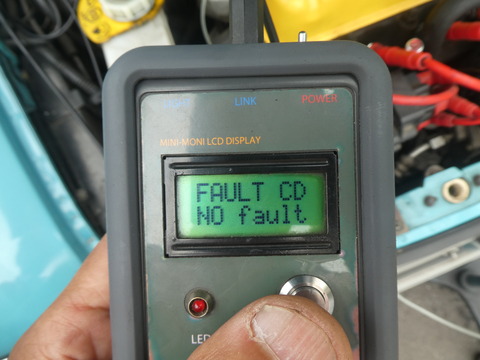 LINK
POWER
MINI-MONI LCD DISPLAY
FAULT CD
NO fault
LED